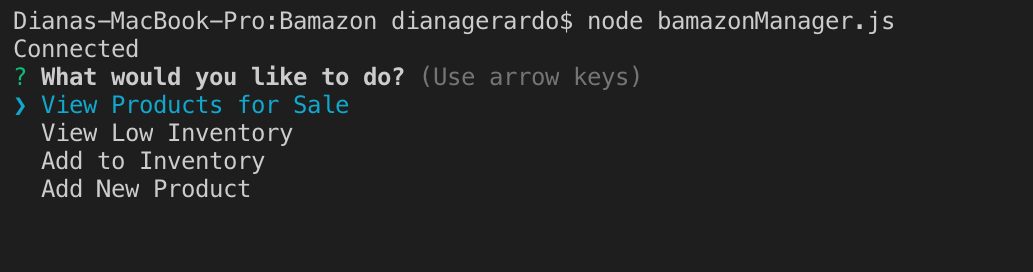 Dianas-MacBook-Pro:Bamazon dianagerardo$ node bamazonManager.js
Connected
? What would you like to do? (Use arrow keys)
❯ View Products for Sale
View Low Inventory
Add to Inventory
Add New Product